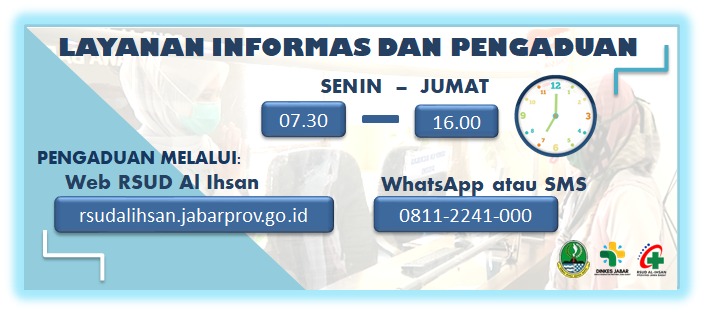 LAYANAN INFORMAS DAN PENGADUAN
SENIN – JUMAT
07.30 — 16.00
PENGADUAN MELALUI:
Web RSUD Al Ihsan
rsudalihsan.jabarprov.go.id
WhatsApp atau SMS
0811-2241-000
DINKES JABAR
RSUD AL-IHSAN